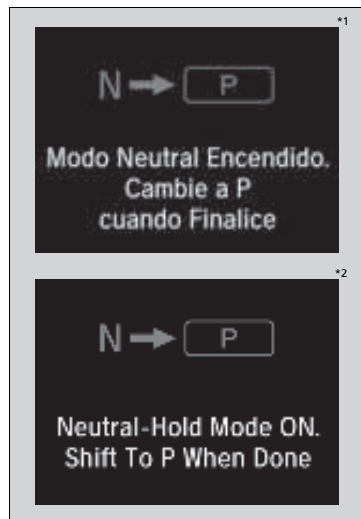 *1
N → P
Modo Neutral Encendido.
Cambie a P
cuando Finalice
*2
N → P
Neutral-Hold Mode ON.
Shift To P When Done